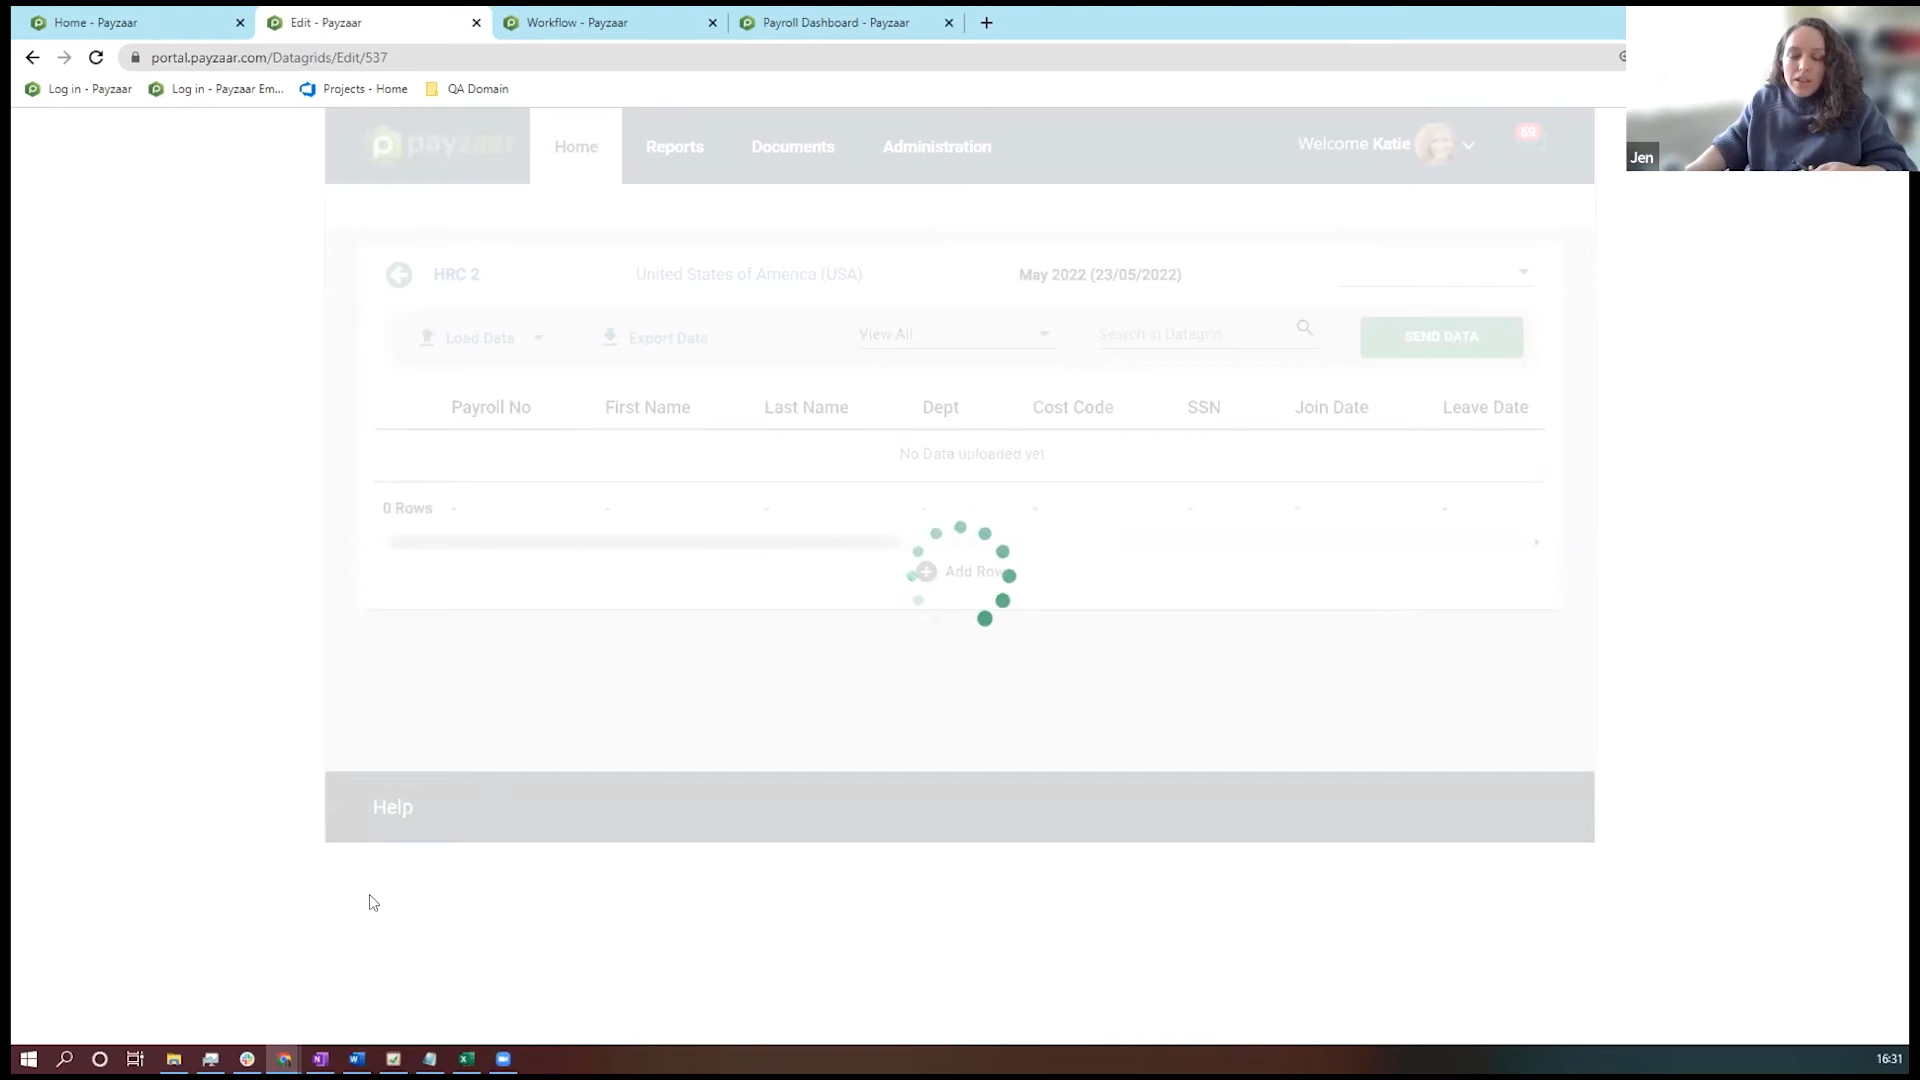 Home - Payzaar
Edit - Payzaar
Workflow - Payzaar
Payroll Dashboard - Payzaar
portal.payzaar.com/Datagrids/Edit/537
Log in - Payzaar
Log in - Payzaar Em...
Projects - Home
QA Domain
payzaar
Home
Reports
Documents
Administration
Welcome Katie
69
Jen
HRC 2
United States of America (USA)
May 2022 (23/05/2022)
Load Data
Export Data
View All
Search in Datagrid
SEND DATA
Payroll No
First Name
Last Name
Dept
Cost Code
SSN
Join Date
Leave Date
No Data uploaded yet
0 Rows - - - - - - - -
Add Row
Help
16:31